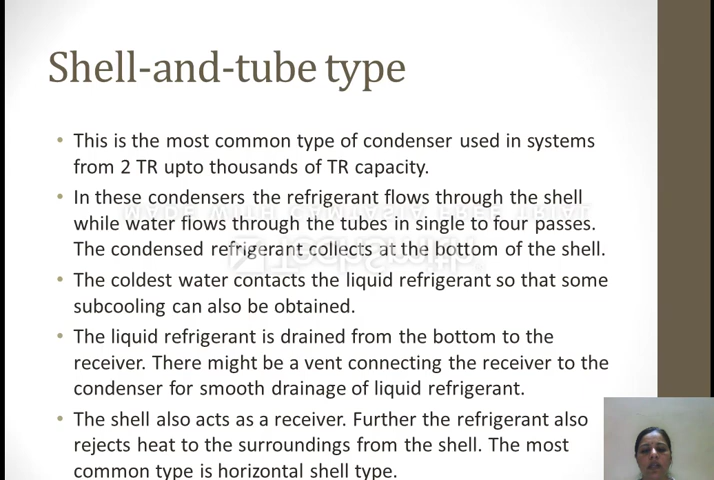 Shell-and-tube type
• This is the most common type of condenser used in systems
from 2 TR upto thousands of TR capacity.
• In these condensers the refrigerant flows through the shell
while water flows through the tubes in single to four passes.
The condensed refrigerant collects at the bottom of the shell.
• The coldest water contacts the liquid refrigerant so that some
subcooling can also be obtained.
• The liquid refrigerant is drained from the bottom to the
receiver. There might be a vent connecting the receiver to the
condenser for smooth drainage of liquid refrigerant.
• The shell also acts as a receiver. Further the refrigerant also
rejects heat to the surroundings from the shell. The most
common type is horizontal shell type.